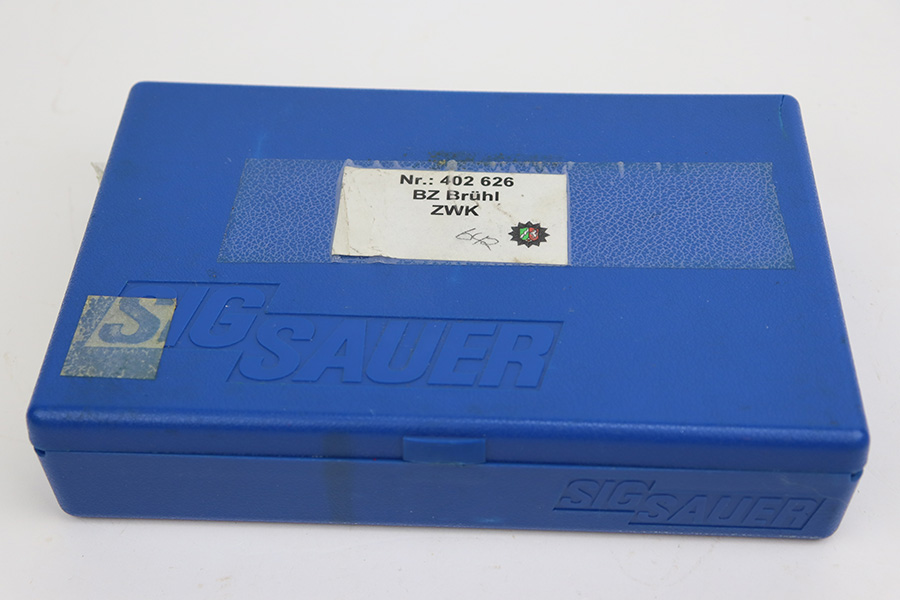 Nr.: 402 626
BZ Brühl
ZWK
SIG
SAUER
SIG
SAUER